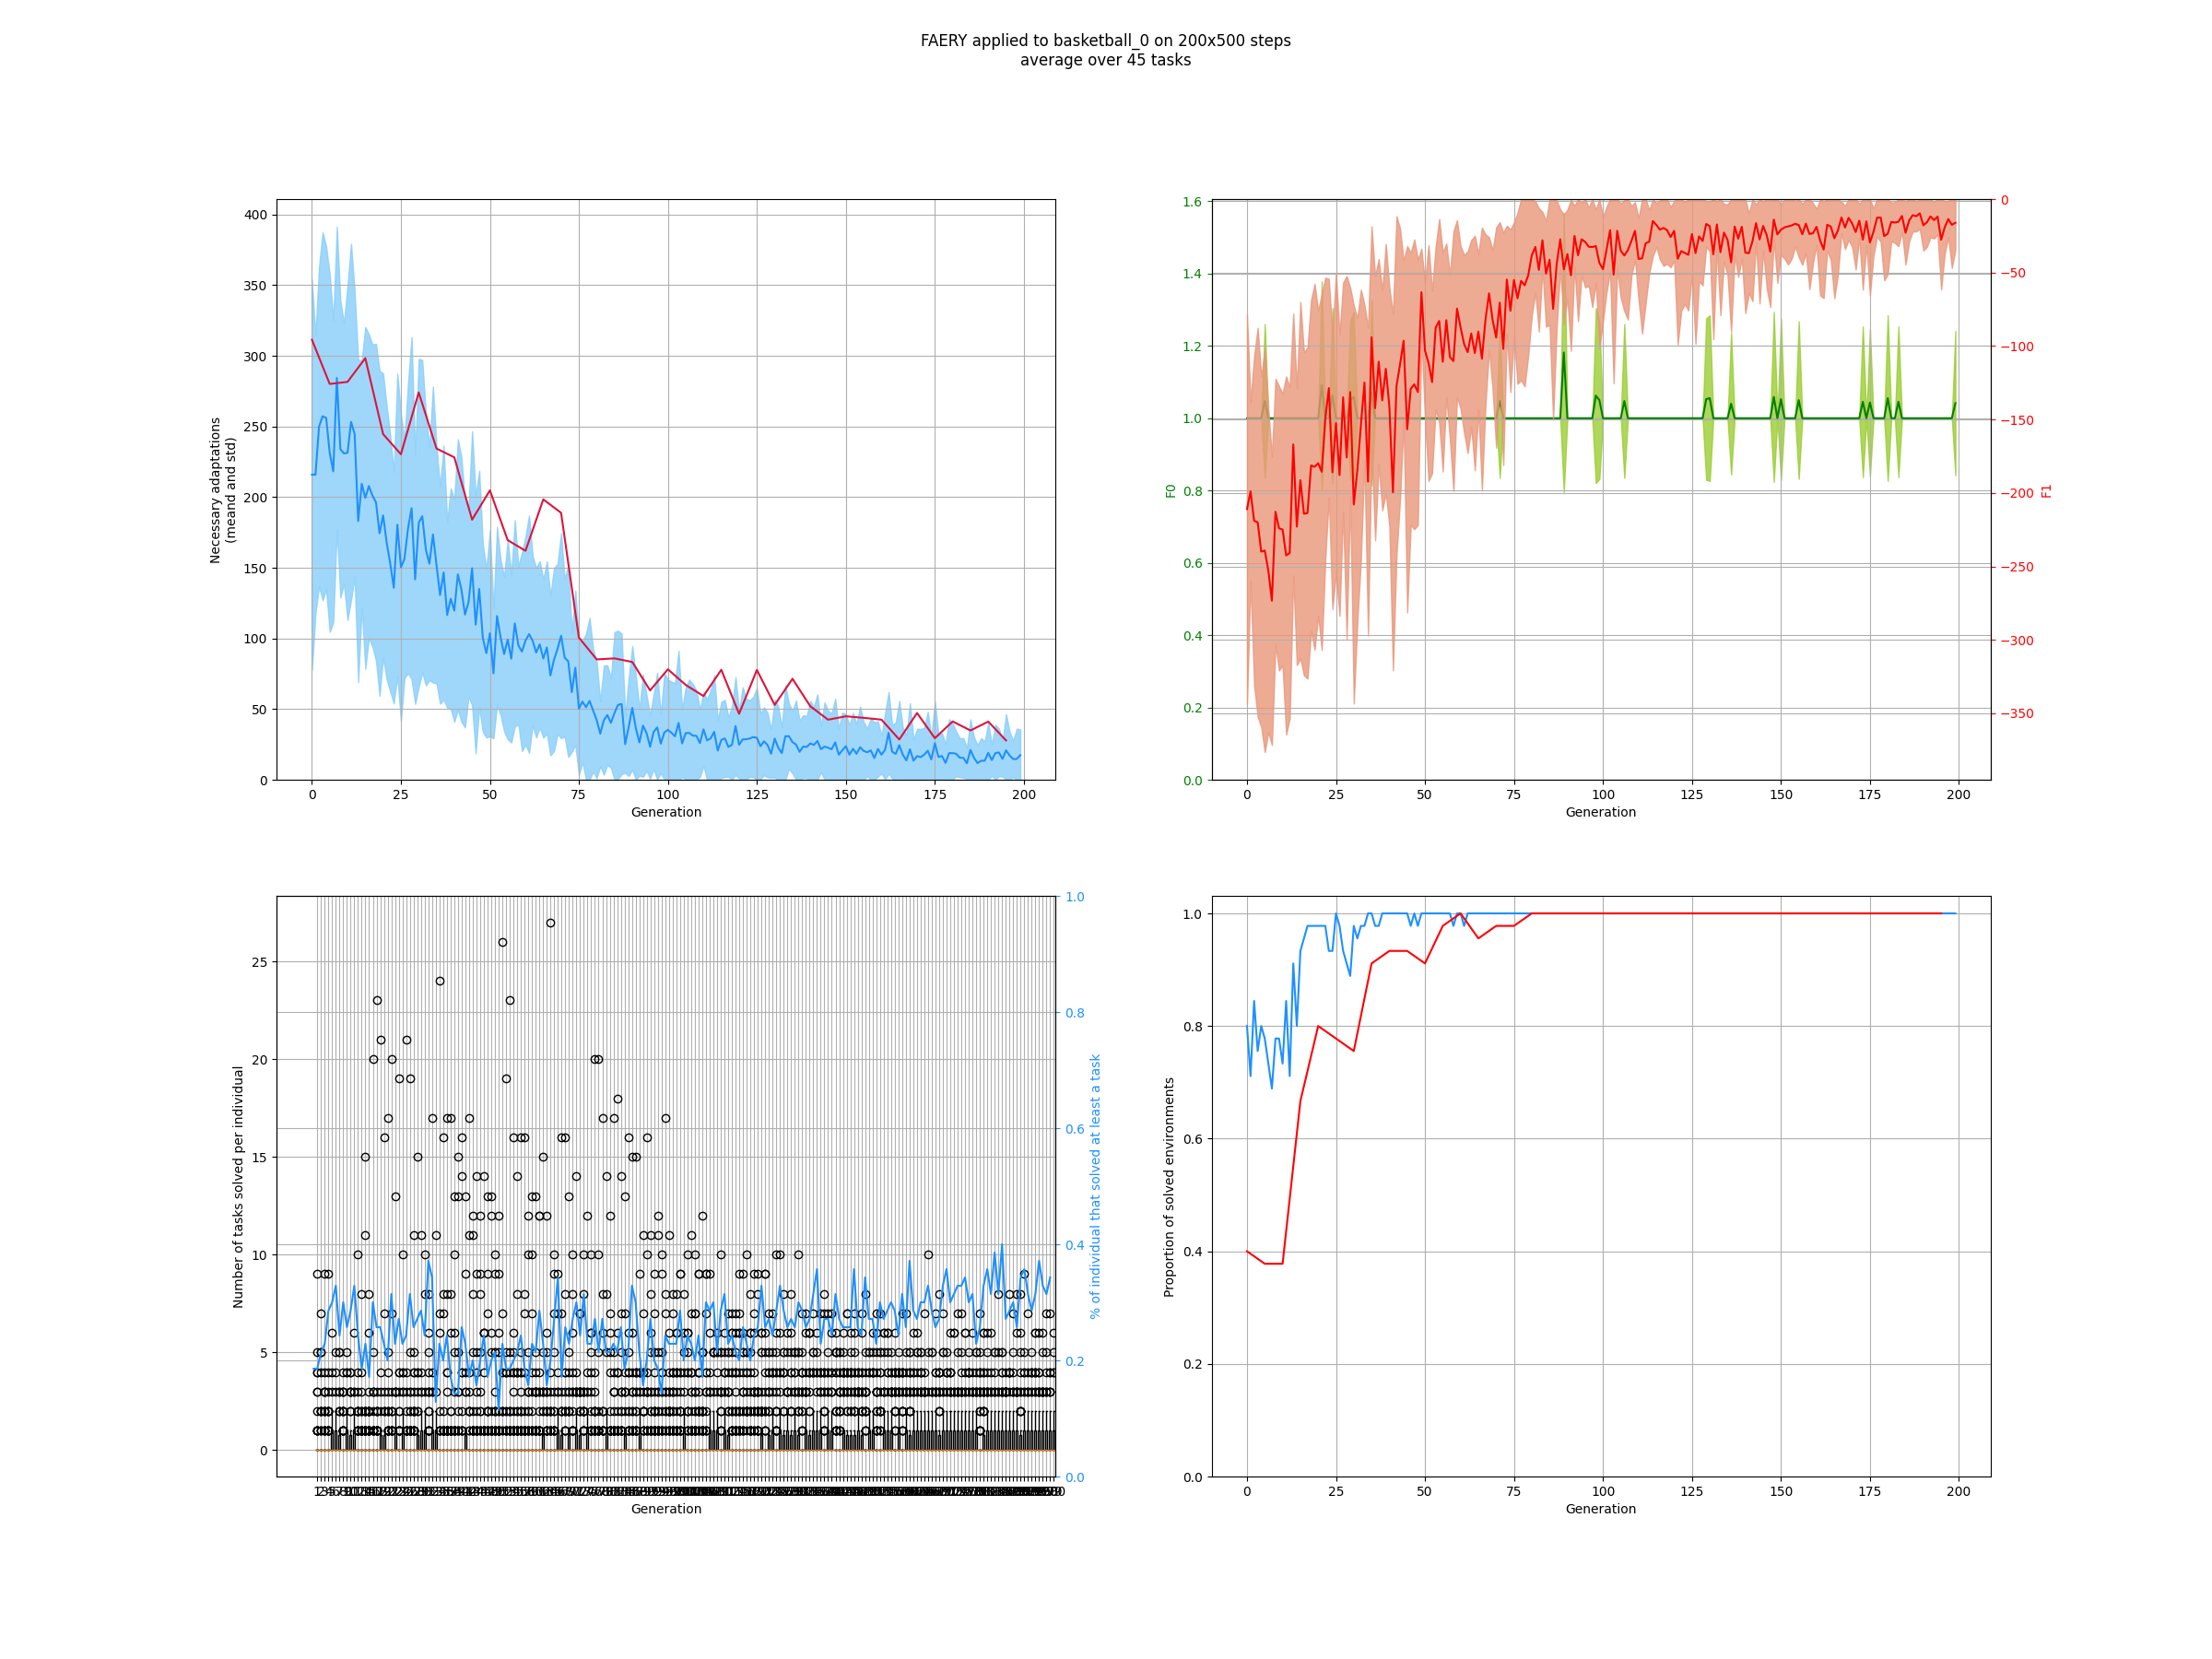 FAERY applied to basketball_0 on 200x500 steps
average over 45 tasks
400
350
300
250
200
150
100
50
0
Necessary adaptations
(meand and std)
0 25 50 75 100 125 150 175 200
Generation
1.6
1.4
1.2
1.0
0.8
0.6
0.4
0.2
0.0
F0
0
−50
−100
−150
−200
−250
−300
−350
F1
0 25 50 75 100 125 150 175 200
Generation
25
20
15
10
5
0
Number of tasks solved per individual
1.0
0.8
0.6
0.4
0.2
0.0
% of individual that solved at least a task
Generation
1.0
0.8
0.6
0.4
0.2
0.0
Proportion of solved environments
0 25 50 75 100 125 150 175 200
Generation